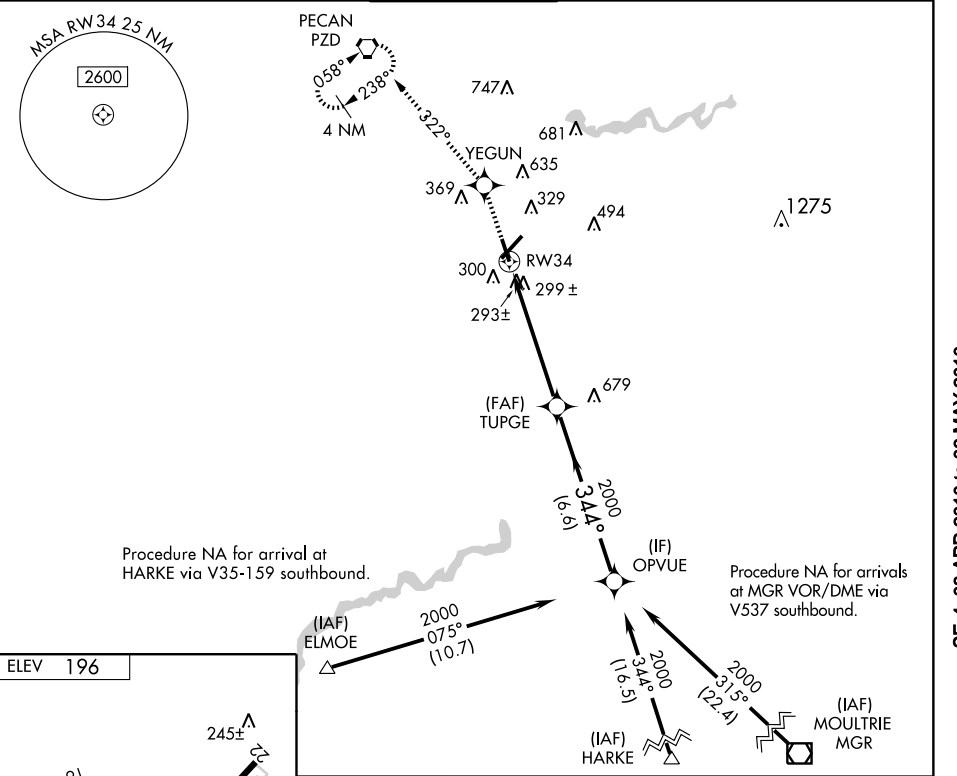 MSA RW34 25 NM
2600
PECAN
PZD
058°
238°
4 NM
322°
747
681
YEGUN
635
369
329
494
1275
RW34
300
299 ±
293±
(FAF)
TUPGE
679
2000
344°
(6.6)
(IF)
OPVUE
Procedure NA for arrival at
HARKE via V35-159 southbound.
Procedure NA for arrivals
at MGR VOR/DME via
V537 southbound.
(IAF)
ELMOE
2000
075°
(10.7)
2000
344°
(16.5)
2000
315°
(22.4)
(IAF)
HARKE
(IAF)
MOULTRIE
MGR
ELEV 196
245±
22